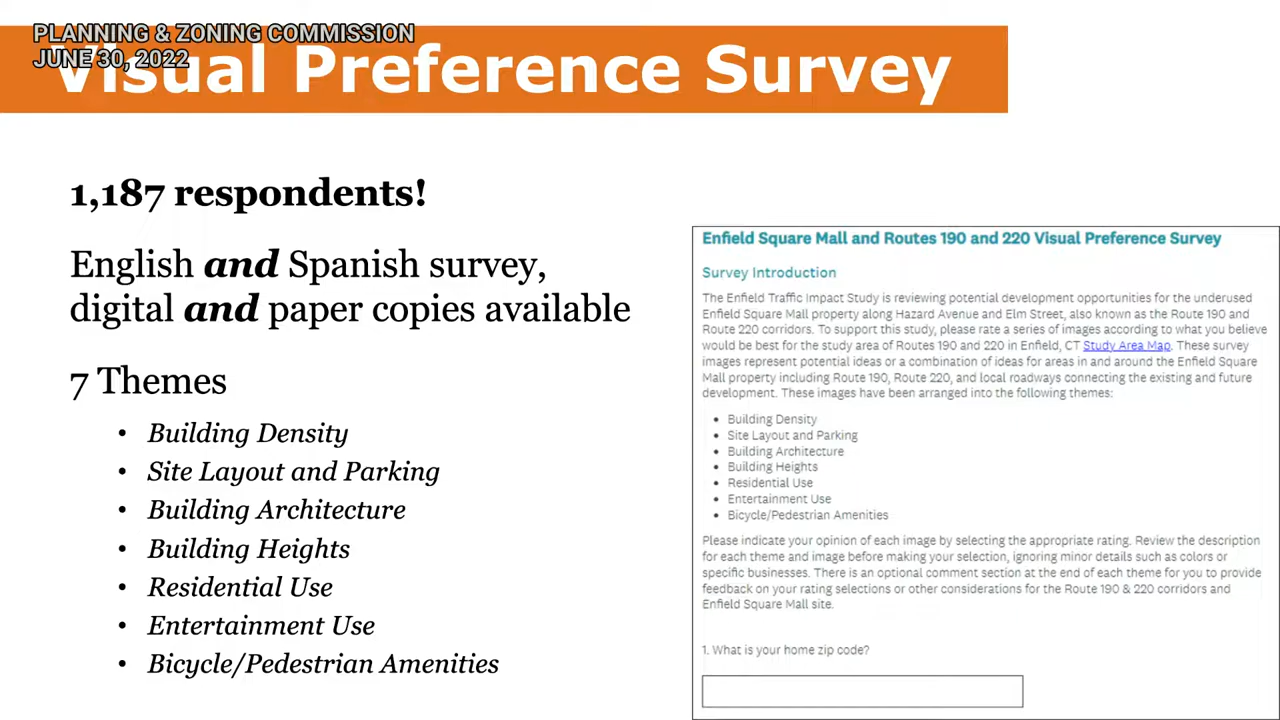 PLANNING & ZONING COMMISSION
JUNE 30, 2022
Visual Preference Survey
1,187 respondents!
English and Spanish survey,
digital and paper copies available
7 Themes
• Building Density
• Site Layout and Parking
• Building Architecture
• Building Heights
• Residential Use
• Entertainment Use
• Bicycle/Pedestrian Amenities
Enfield Square Mall and Routes 190 and 220 Visual Preference Survey
Survey Introduction
The Enfield Traffic Impact Study is reviewing potential development opportunities for the underused
Enfield Square Mall property along Hazard Avenue and Elm Street, also known as the Route 190 and
Route 220 corridors. To support this study, please rate a series of images according to what you believe
would be best for the study area of Routes 190 and 220 in Enfield, CT Study Area Map. These survey
images represent potential ideas or a combination of ideas for areas in and around the Enfield Square
Mall property including Route 190, Route 220, and local roadways connecting the existing and future
development. These images have been arranged into the following themes:
• Building Density
• Site Layout and Parking
• Building Architecture
• Building Heights
• Residential Use
• Entertainment Use
• Bicycle/Pedestrian Amenities
Please indicate your opinion of each image by selecting the appropriate rating. Review the description
for each theme and image before making your selection, ignoring minor details such as colors or
specific businesses. There is an optional comment section at the end of each theme for you to provide
feedback on your rating selections or other considerations for the Route 190 & 220 corridors and
Enfield Square Mall site.
1. What is your home zip code?